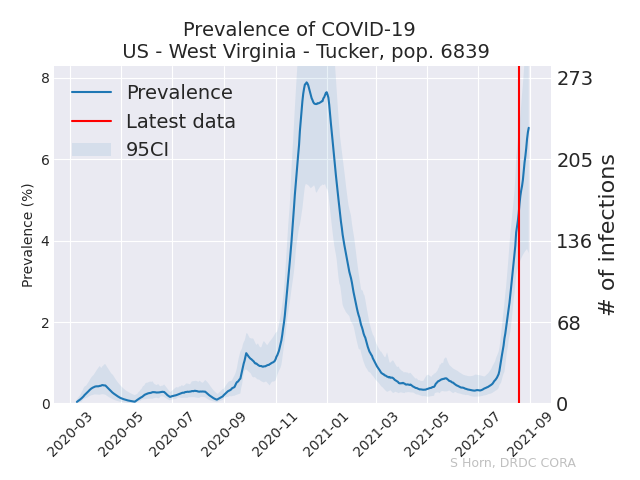 Prevalence of COVID-19
US - West Virginia - Tucker, pop. 6839
Prevalence
Latest data
95CI
Prevalence (%)
8
6
4
2
0
273
205
136
68
0
# of infections
2020-03
2020-05
2020-07
2020-09
2020-11
2021-01
2021-03
2021-05
2021-07
2021-09
S Horn, DRDC CORA